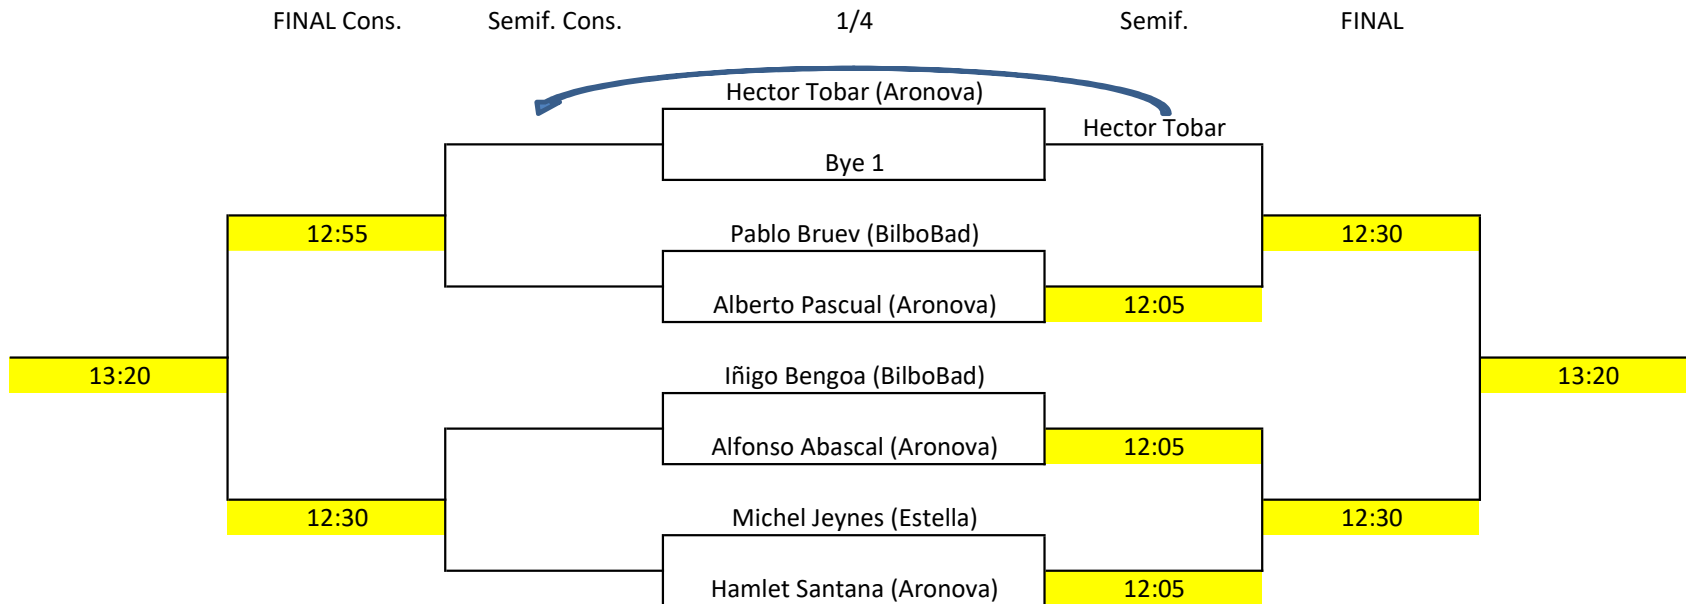 FINAL Cons. Semif. Cons. 1/4 Semif. FINAL
Hector Tobar (Aronova)
Hector Tobar
Bye 1
12:55 Pablo Bruev (BilboBad) 12:30
Alberto Pascual (Aronova) 12:05
13:20 Iñigo Bengoa (BilboBad) 13:20
Alfonso Abascal (Aronova) 12:05
12:30 Michel Jeynes (Estella) 12:30
Hamlet Santana (Aronova) 12:05